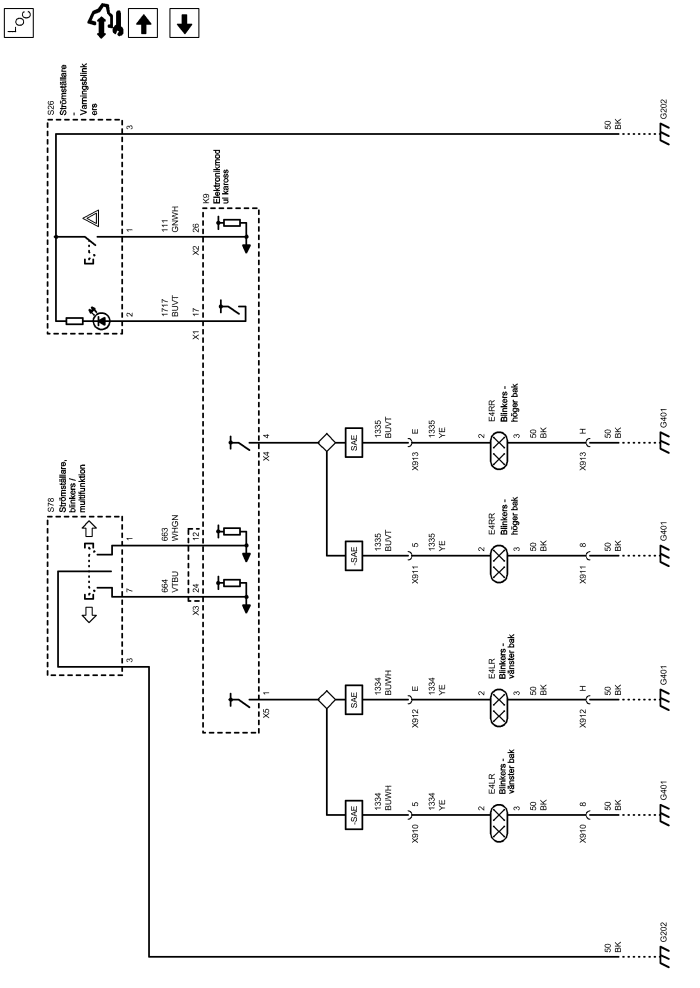 LOC
S26
Strömställare
-
Varningsblink
ers
3
1
2
111
GNWH
1717
BUVT
K9
Elektronikmod
ul kaross
X2
26
X1
17
50
BK
G202
S78
Strömställare,
blinkers /
multifunktion
1
7
3
663
WHGN
664
VTBU
12
X3
24
X4
4
X5
1
SAE
1335
BUVT
X913
E
1335
YE
2
E4RR
Blinkers -
höger bak
3
50
BK
X913
H
50
BK
G401
-SAE
1335
BUVT
X911
5
1335
YE
2
E4RR
Blinkers -
höger bak
3
50
BK
X911
8
50
BK
G401
SAE
1334
BUWH
X912
E
1334
YE
2
E4LR
Blinkers -
vänster bak
3
50
BK
X912
H
50
BK
G401
-SAE
1334
BUWH
X910
5
1334
YE
2
E4LR
Blinkers -
vänster bak
3
50
BK
X910
8
50
BK
G401
50
BK
G202